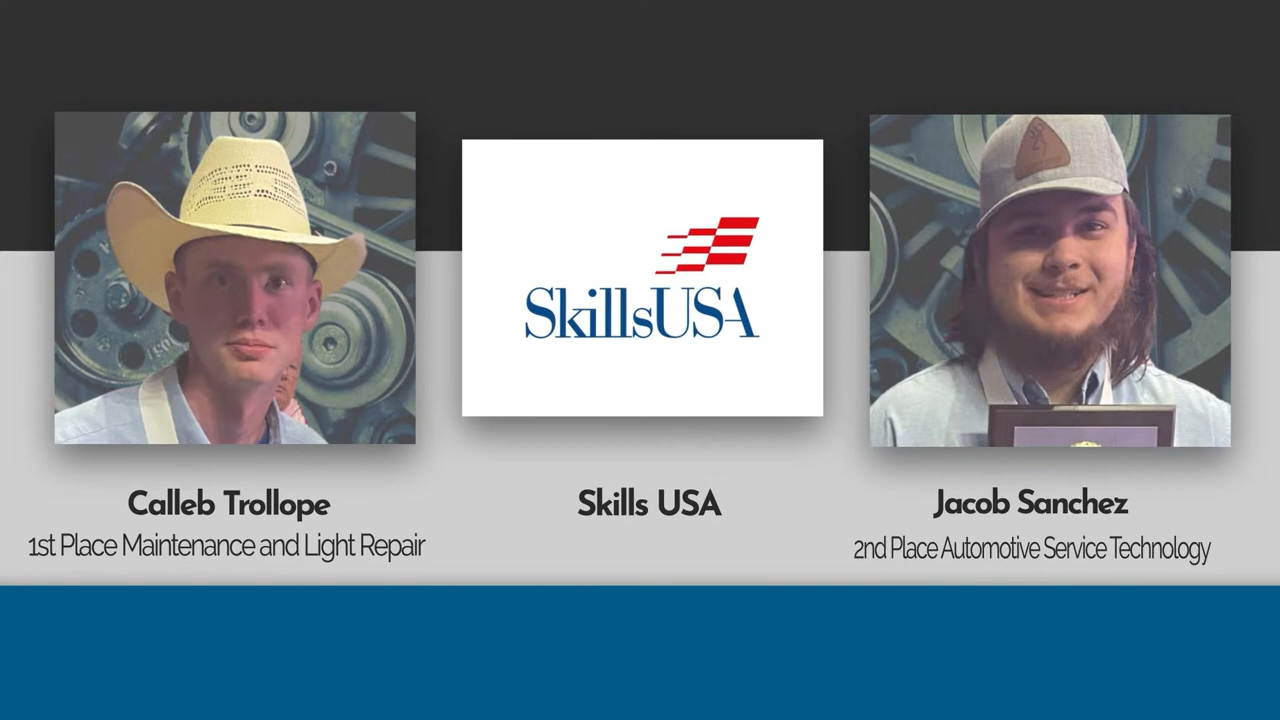 SkillsUSA
Calleb Trollope
1st Place Maintenance and Light Repair
Skills USA
Jacob Sanchez
2nd Place Automotive Service Technology